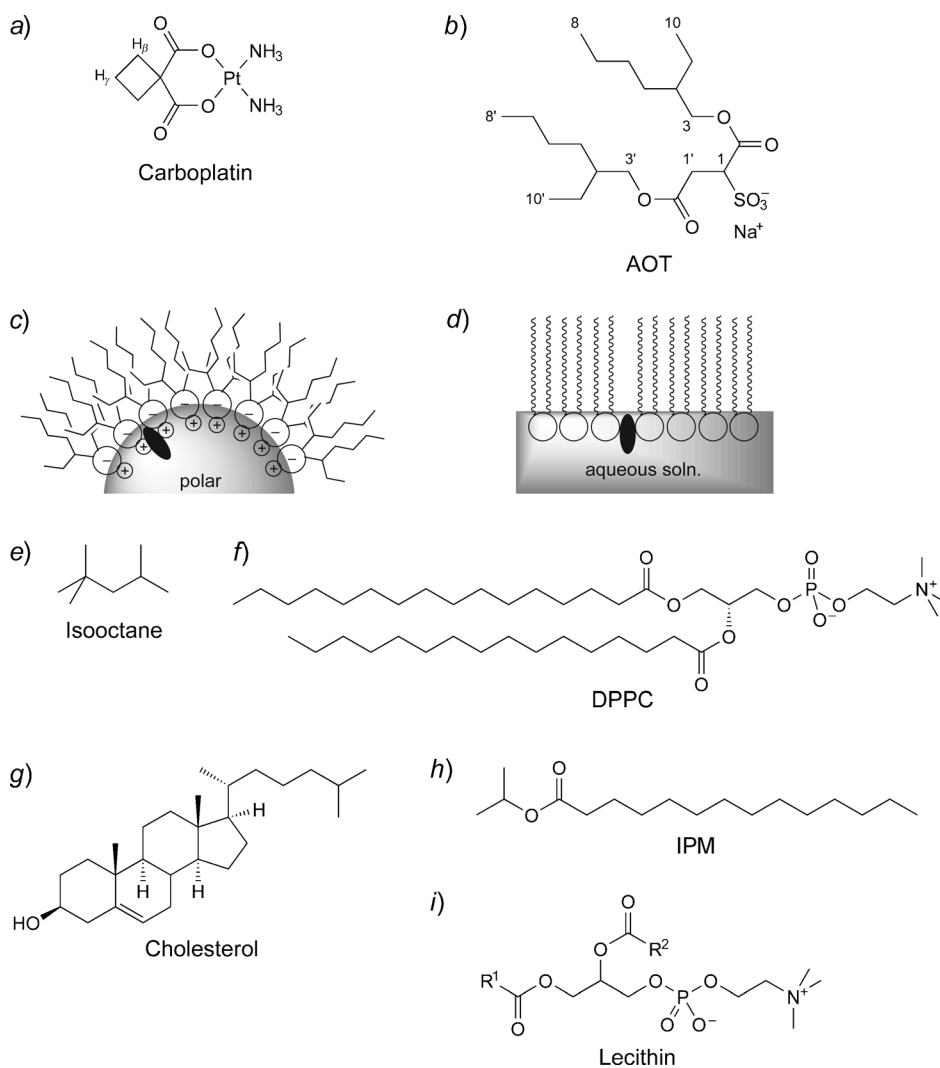 a)
Hβ
Hγ
O
O
O
O
Pt
NH3
NH3
Carboplatin
b)
8
10
3
O
O
8'
3'
1'
1
10'
O
O
SO3−
Na+
AOT
c)
− − − − − − − −
+ + + + + + + +
polar
d)
aqueous soln.
e)
Isooctane
f)
O
O
O
O
O
P
O
O−
O
N+
DPPC
g)
H
H
H
HO
Cholesterol
h)
O
O
IPM
i)
O
O
R2
R1
O
O
O
P
O
O
O−
N+
Lecithin